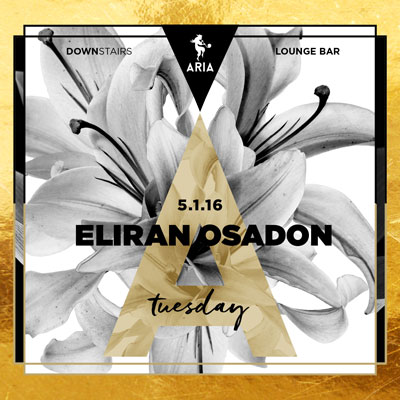 DOWNSTAIRS
ARIA
LOUNGE BAR
5.1.16
ELIRAN OSADON
tuesday